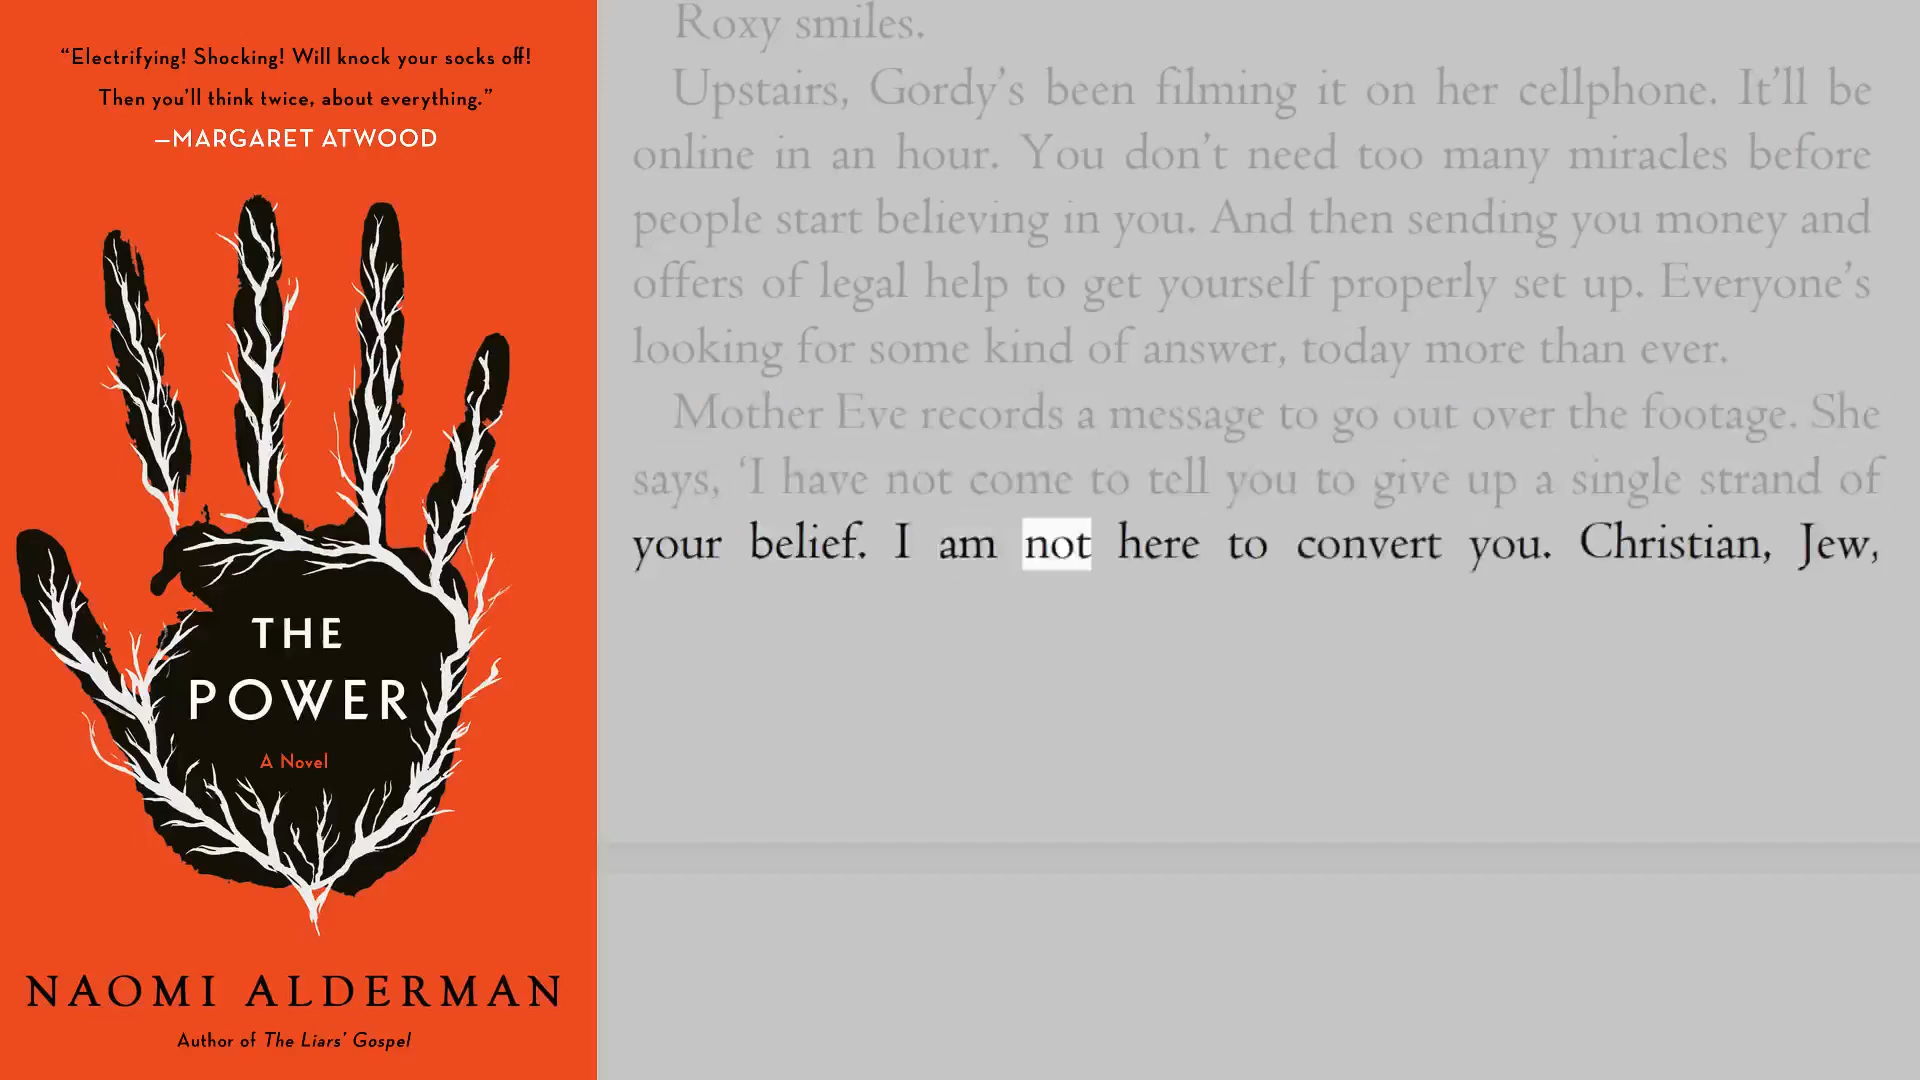 “Electrifying! Shocking! Will knock your socks off!
Then you’ll think twice, about everything.”
—MARGARET ATWOOD
THE
POWER
A Novel
NAOMI ALDERMAN
Author of The Liars’ Gospel
Roxy smiles.
Upstairs, Gordy’s been filming it on her cellphone. It’ll be
online in an hour. You don’t need too many miracles before
people start believing in you. And then sending you money and
offers of legal help to get yourself properly set up. Everyone’s
looking for some kind of answer, today more than ever.
Mother Eve records a message to go out over the footage. She
says, ‘I have not come to tell you to give up a single strand of
your belief. I am not here to convert you. Christian, Jew,